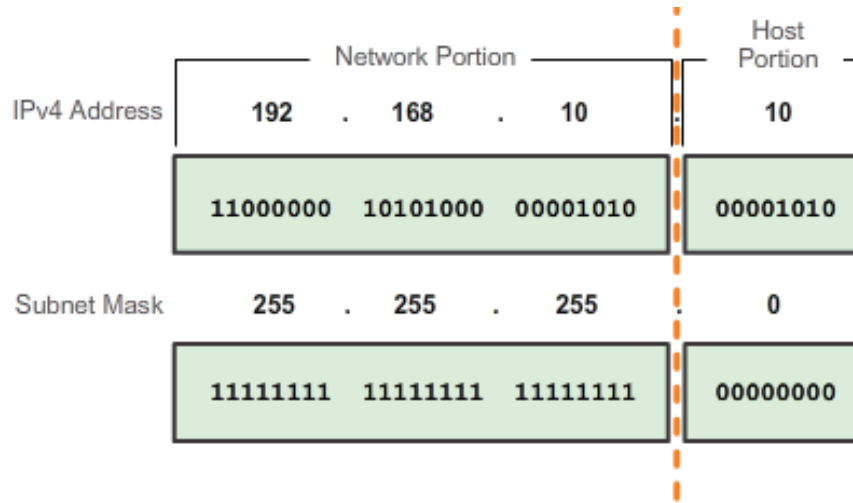 Network Portion
Host
Portion
IPv4 Address 192 . 168 . 10 . 10
11000000 10101000 00001010 00001010
Subnet Mask 255 . 255 . 255 . 0
11111111 11111111 11111111 00000000